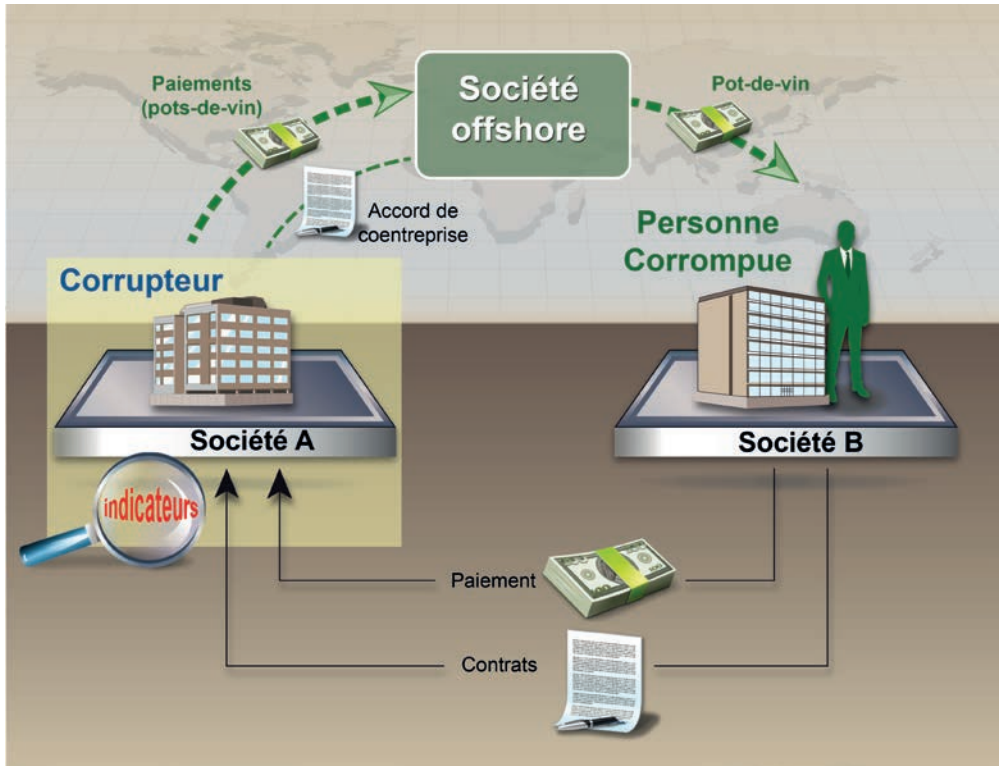 Paiements
(pots-de-vin)
Société
offshore
Pot-de-vin
Accord de
coentreprise
Personne
Corrompue
Corrupteur
Société A
Société B
indicateurs
Paiement
Contrats